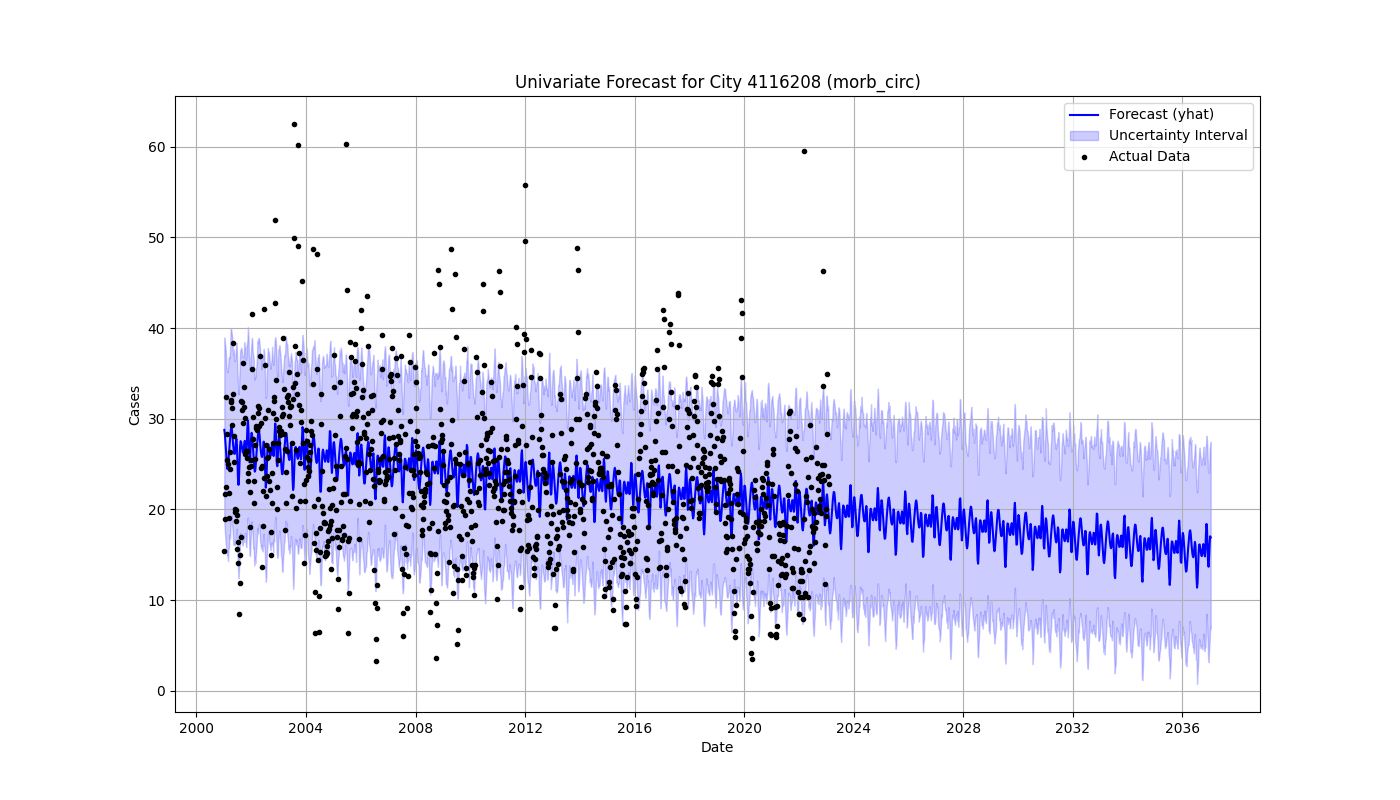 Univariate Forecast for City 4116208 (morb_circ)
Forecast (yhat)
Uncertainty Interval
Actual Data
60
50
40
30
20
10
0
Cases
2000 2004 2008 2012 2016 2020 2024 2028 2032 2036
Date